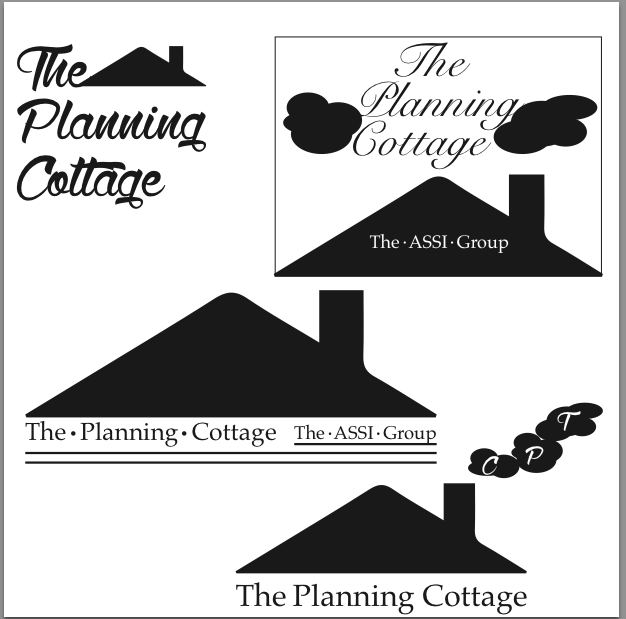 The
Planning
Cottage
The
Planning
Cottage
The·ASSI·Group
The•Planning•Cottage
The·ASSI·Group
T
P
C
The Planning Cottage